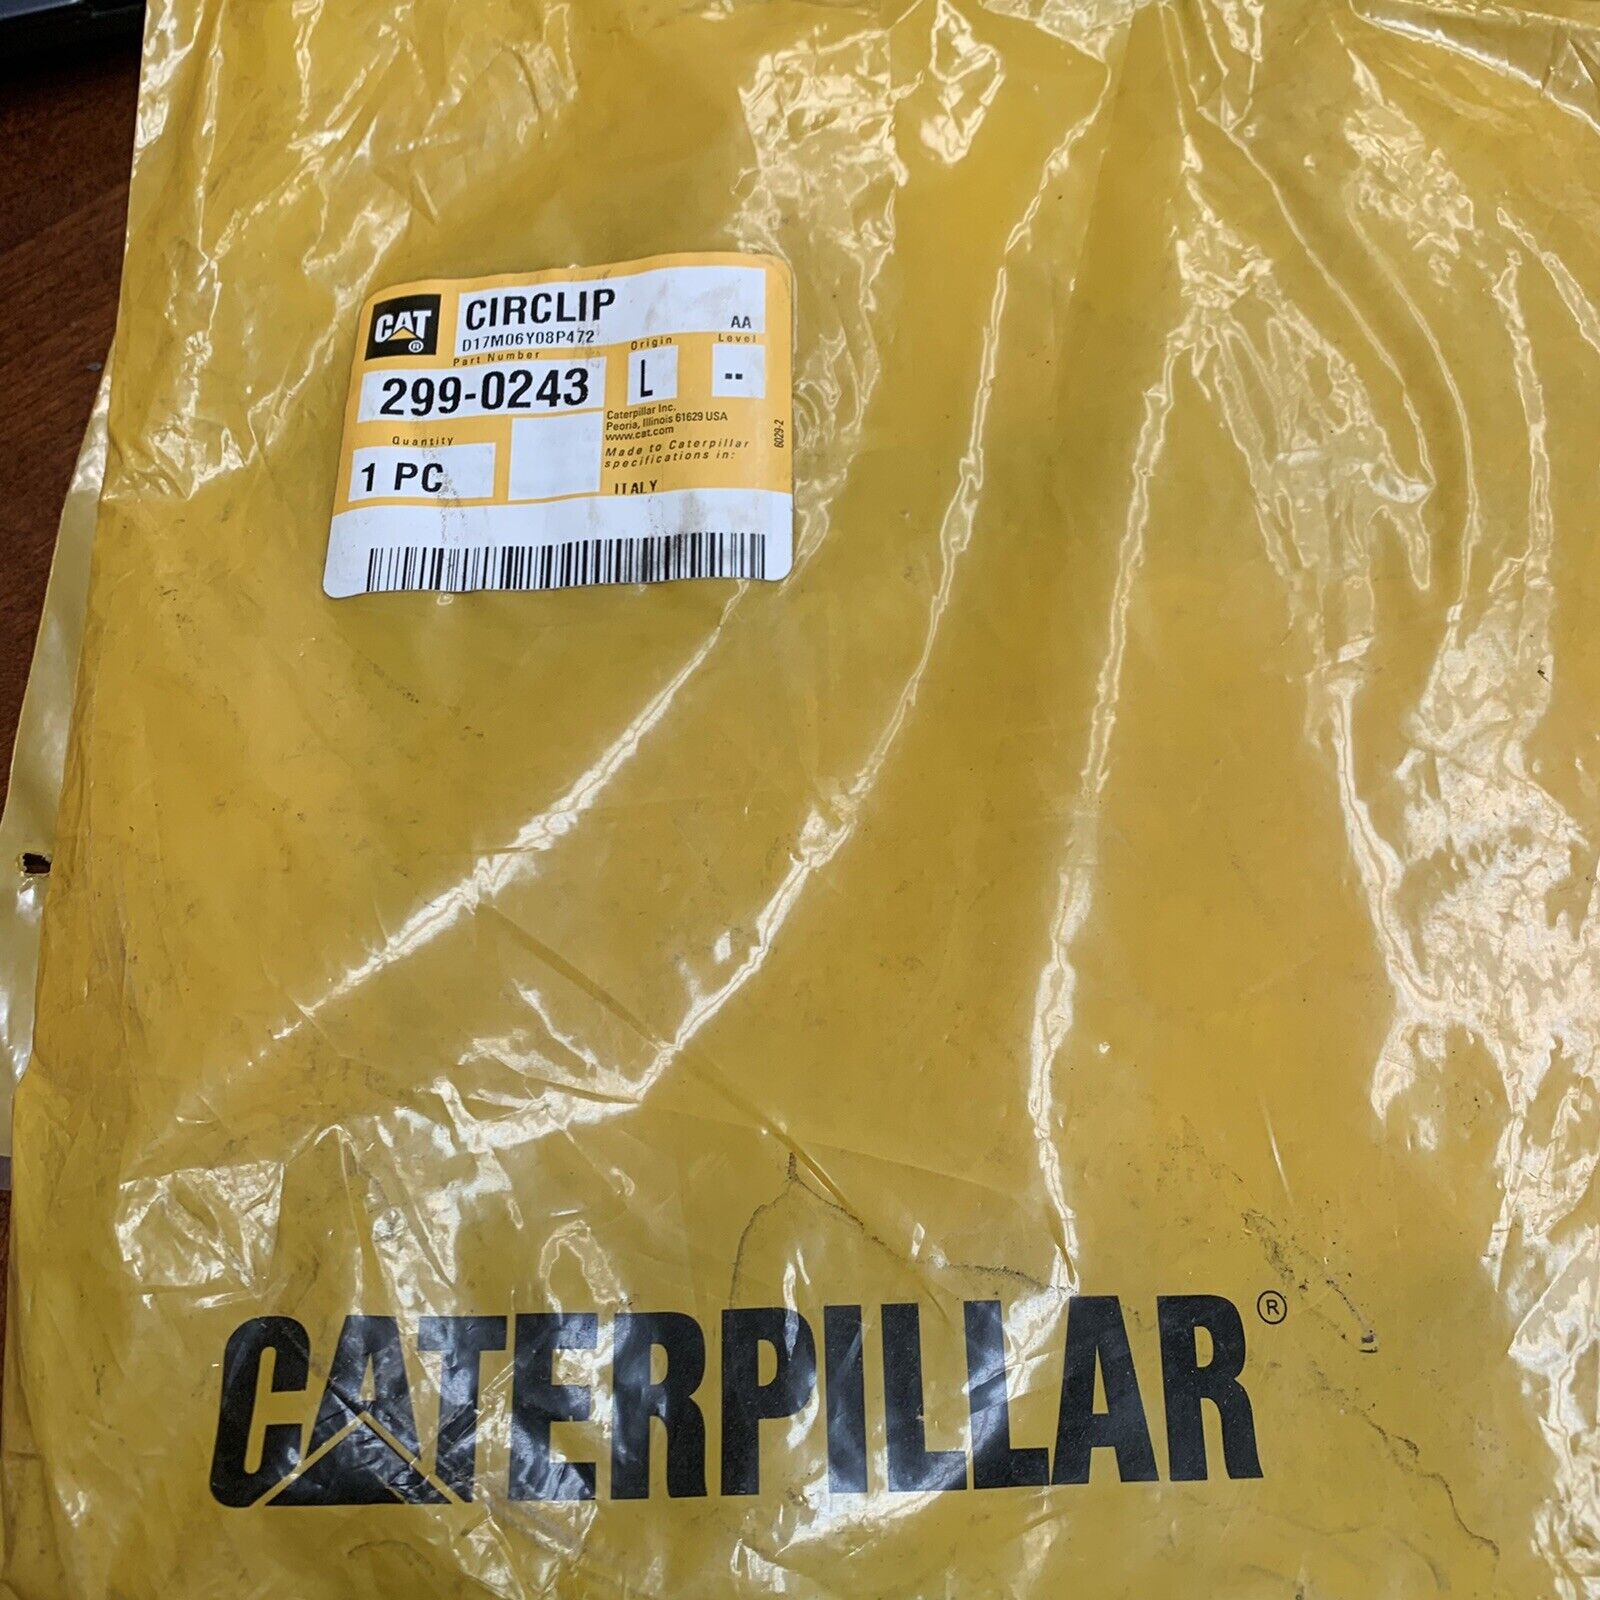 CAT®
CIRCLIP
D17M06Y08P472
AA
Part Number
Origin
Level
299-0243
L
--
Caterpillar Inc.
Peoria, Illinois 61629 USA
www.cat.com
Made to Caterpillar
specifications in:
ITALY
Quantity
1 PC
6029-2
CATERPILLAR®